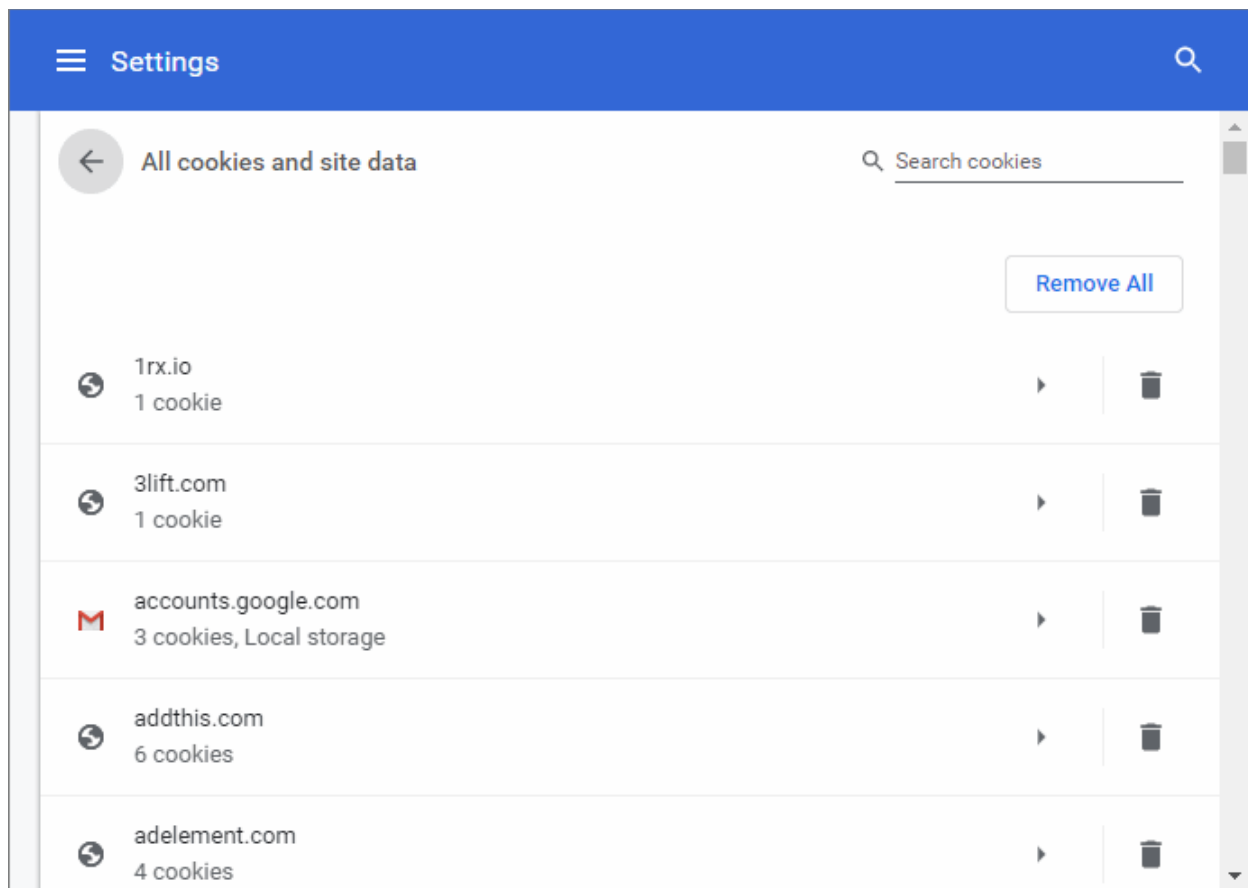 Settings
All cookies and site data
Search cookies
Remove All
1rx.io
1 cookie
3lift.com
1 cookie
accounts.google.com
3 cookies, Local storage
addthis.com
6 cookies
adelement.com
4 cookies